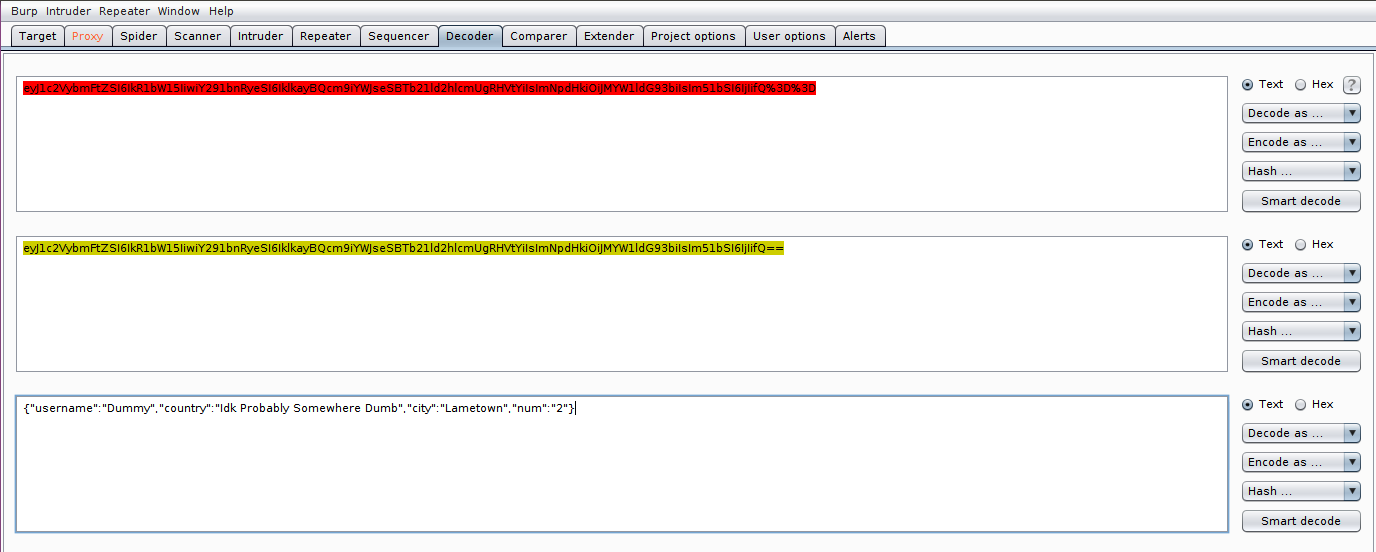 Burp Intruder Repeater Window Help
Target Proxy Spider Scanner Intruder Repeater Sequencer Decoder Comparer Extender Project options User options Alerts
eyJ1c2VybmFtZSI6IkR1bW15IiwiY291bnRyeSI6IklkayBQcm9iYWJseSBTb21ld2hlcmUgRHVtYiIsImNpdHkiOiJMYW1ldG93biIsIm51bSI6IjIifQ%3D%3D
Text Hex ?
Decode as ...
Encode as ...
Hash ...
Smart decode
eyJ1c2VybmFtZSI6IkR1bW15IiwiY291bnRyeSI6IklkayBQcm9iYWJseSBTb21ld2hlcmUgRHVtYiIsImNpdHkiOiJMYW1ldG93biIsIm51bSI6IjIifQ==
Text Hex
Decode as ...
Encode as ...
Hash ...
Smart decode
{"username":"Dummy","country":"Idk Probably Somewhere Dumb","city":"Lametown","num":"2"}
Text Hex
Decode as ...
Encode as ...
Hash ...
Smart decode